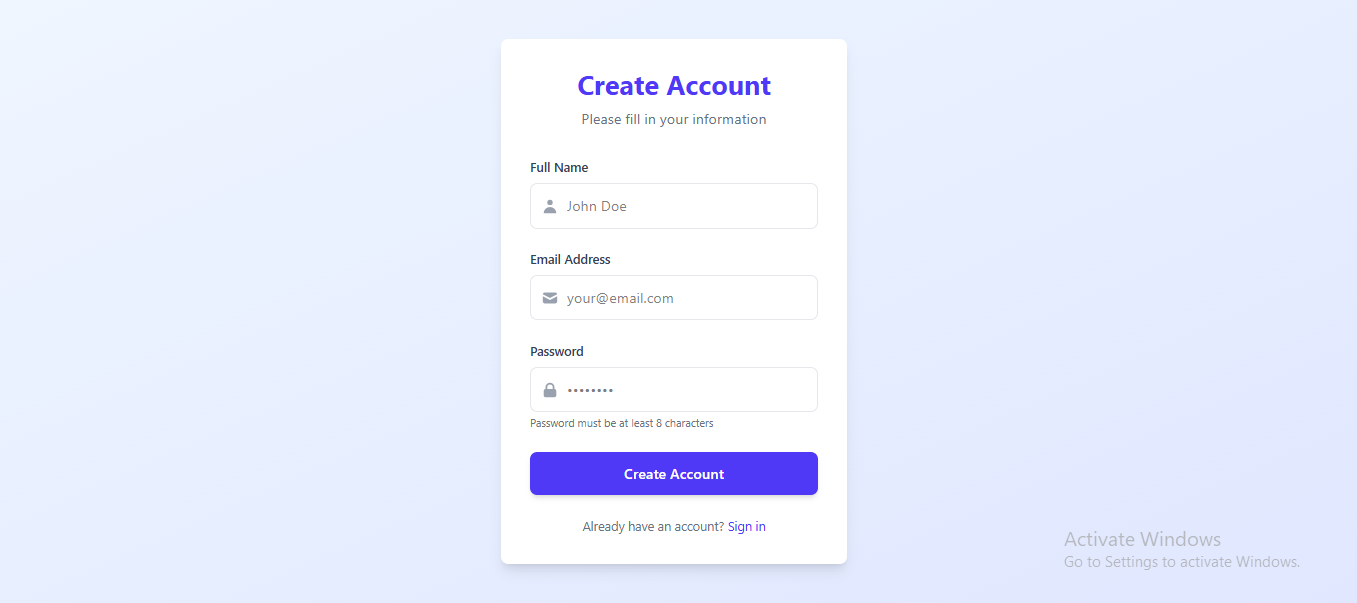 Create Account
Please fill in your information
Full Name
John Doe
Email Address
your@email.com
Password
••••••••
Password must be at least 8 characters
Create Account
Already have an account? Sign in
Activate Windows
Go to Settings to activate Windows.